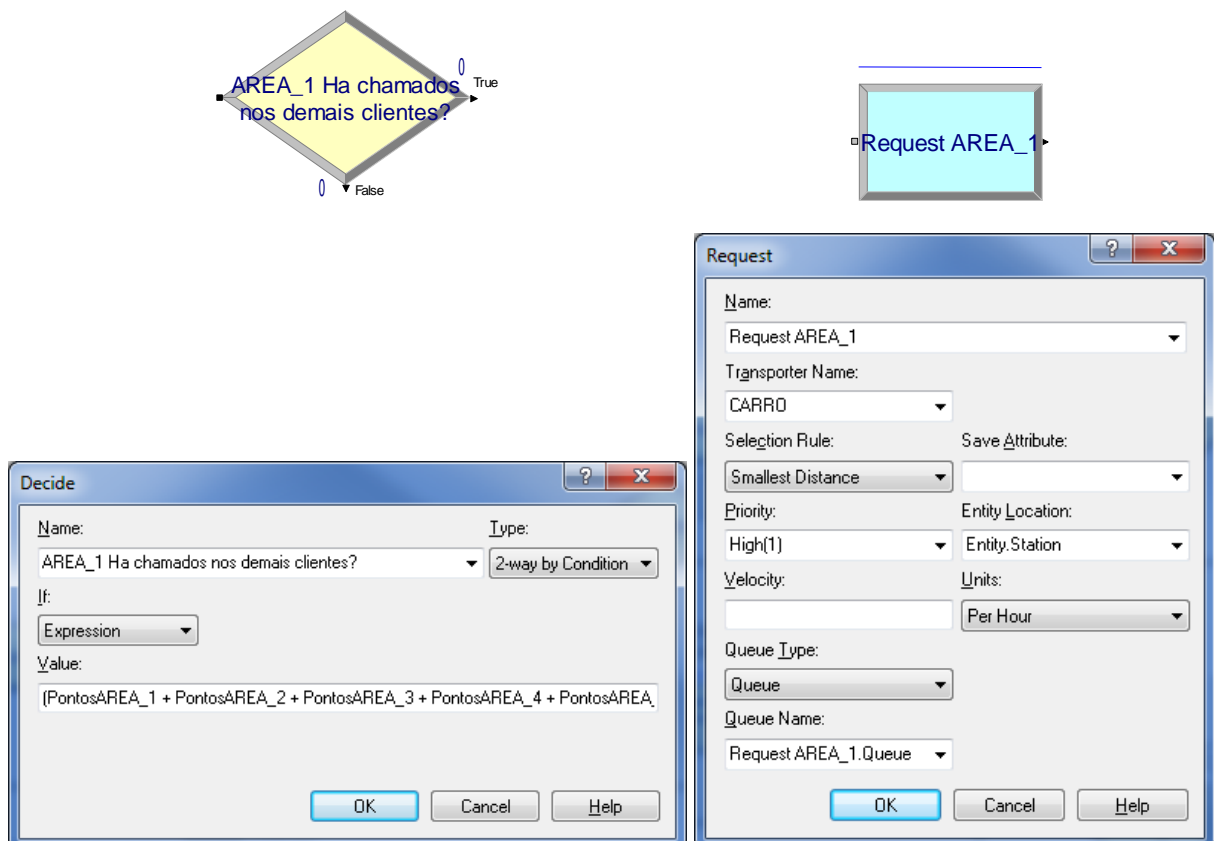 AREA_1 Ha chamados
nos demais clientes?
0
True
0
False
Request AREA_1
Decide
?
X
Name:
Type:
AREA_1 Ha chamados nos demais clientes?
2-way by Condition
If:
Expression
Value:
(PontosAREA_1 + PontosAREA_2 + PontosAREA_3 + PontosAREA_4 + PontosAREA_
OK
Cancel
Help
Request
?
X
Name:
Request AREA_1
Transporter Name:
CARRO
Selection Rule:
Save Attribute:
Smallest Distance
Priority:
Entity Location:
High(1)
Entity.Station
Velocity:
Units:
Per Hour
Queue Type:
Queue
Queue Name:
Request AREA_1.Queue
OK
Cancel
Help